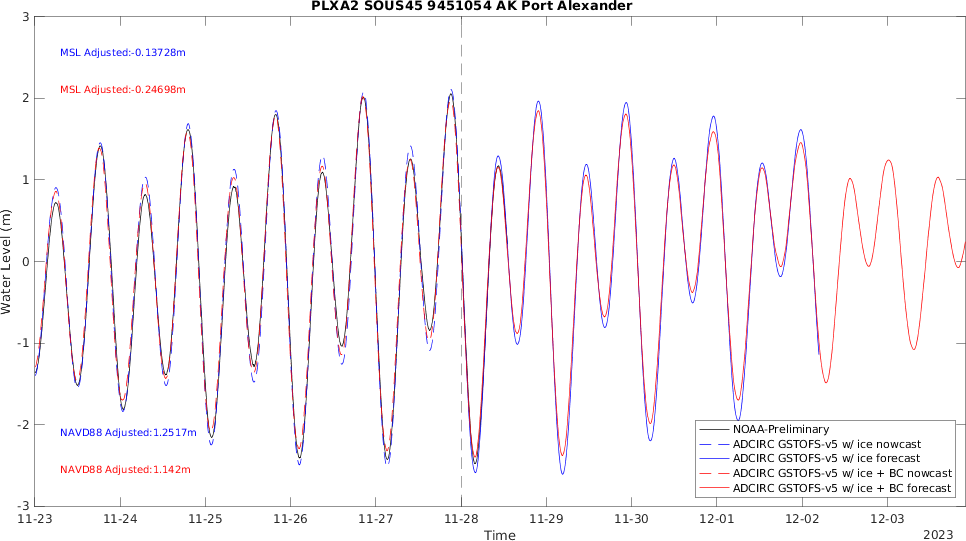 PLXA2 SOUS45 9451054 AK Port Alexander
3
2
1
0
-1
-2
-3
Water Level (m)
MSL Adjusted:-0.13728m
MSL Adjusted:-0.24698m
NAVD88 Adjusted:1.2517m
NAVD88 Adjusted:1.142m
NOAA-Preliminary
ADCIRC GSTOFS-v5 w/ ice nowcast
ADCIRC GSTOFS-v5 w/ ice forecast
ADCIRC GSTOFS-v5 w/ ice + BC nowcast
ADCIRC GSTOFS-v5 w/ ice + BC forecast
11-23 11-24 11-25 11-26 11-27 11-28 11-29 11-30 12-01 12-02 12-03
Time
2023